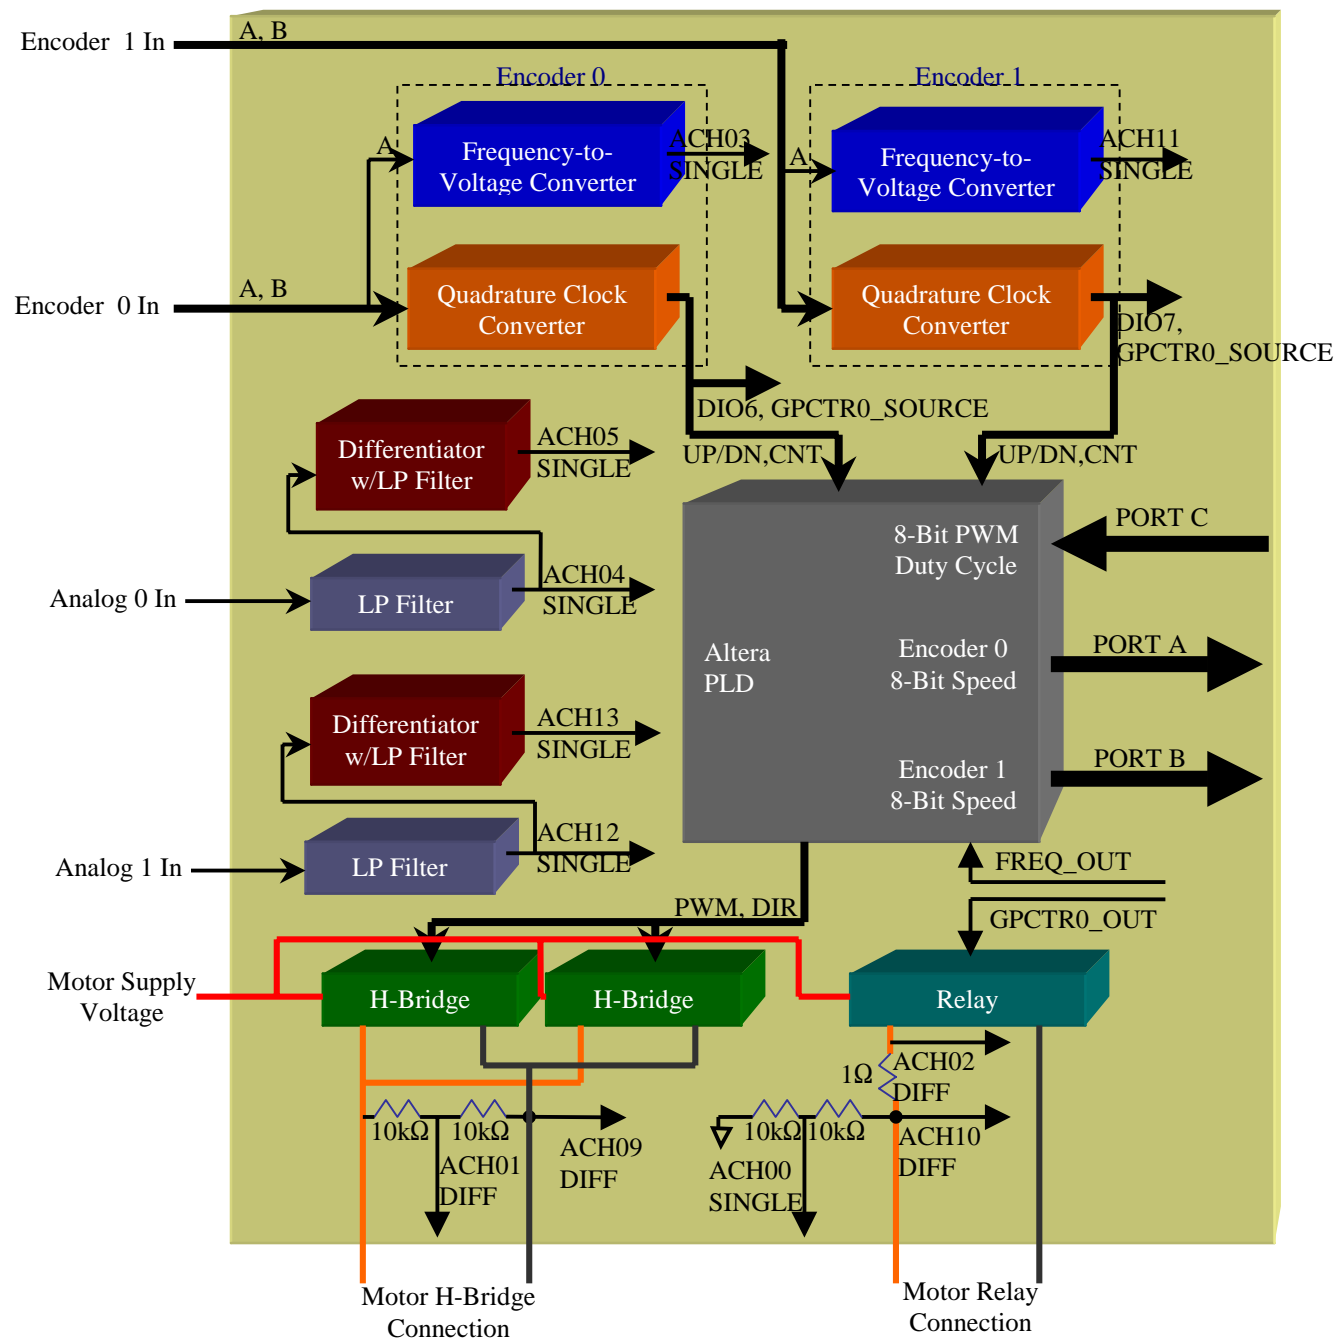 A, B
Encoder 1 In
Encoder 0
Encoder 1
A
Frequency-to-
Voltage Converter
ACH03
SINGLE
A
Frequency-to-
Voltage Converter
ACH11
SINGLE
Encoder 0 In
A, B
Quadrature Clock
Converter
Quadrature Clock
Converter
DIO7,
GPCTR0_SOURCE
DIO6, GPCTR0_SOURCE
UP/DN,CNT
UP/DN,CNT
Differentiator
w/LP Filter
ACH05
SINGLE
Analog 0 In
LP Filter
ACH04
SINGLE
Altera
PLD
8-Bit PWM
Duty Cycle
PORT C
Encoder 0
8-Bit Speed
PORT A
Encoder 1
8-Bit Speed
PORT B
Differentiator
w/LP Filter
ACH13
SINGLE
Analog 1 In
LP Filter
ACH12
SINGLE
FREQ_OUT
GPCTR0_OUT
PWM, DIR
Motor Supply
Voltage
H-Bridge
H-Bridge
Relay
1Ω
ACH02
DIFF
10kΩ
10kΩ
ACH01
DIFF
ACH09
DIFF
10kΩ
10kΩ
ACH00
SINGLE
ACH10
DIFF
Motor H-Bridge
Connection
Motor Relay
Connection